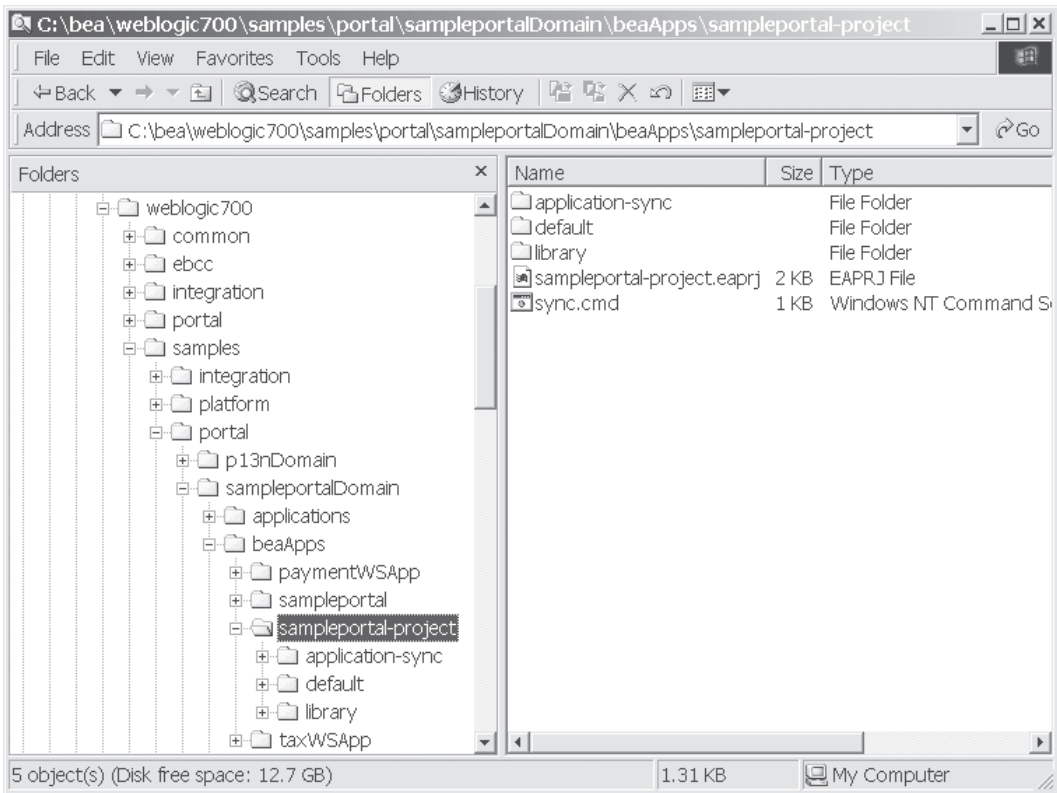 C:\bea\weblogic700\samples\portal\sampleportalDomain\beaApps\sampleportal-project
File Edit View Favorites Tools Help
Back Search Folders History
Address C:\bea\weblogic700\samples\portal\sampleportalDomain\beaApps\sampleportal-project Go
Folders
weblogic700
common
ebcc
integration
portal
samples
integration
platform
portal
p13nDomain
sampleportalDomain
applications
beaApps
paymentWSApp
sampleportal
sampleportal-project
application-sync
default
library
taxWSApp
Name Size Type
application-sync File Folder
default File Folder
library File Folder
sampleportal-project.eaprj 2 KB EAPRJ File
sync.cmd 1 KB Windows NT Command S
5 object(s) (Disk free space: 12.7 GB) 1.31 KB My Computer